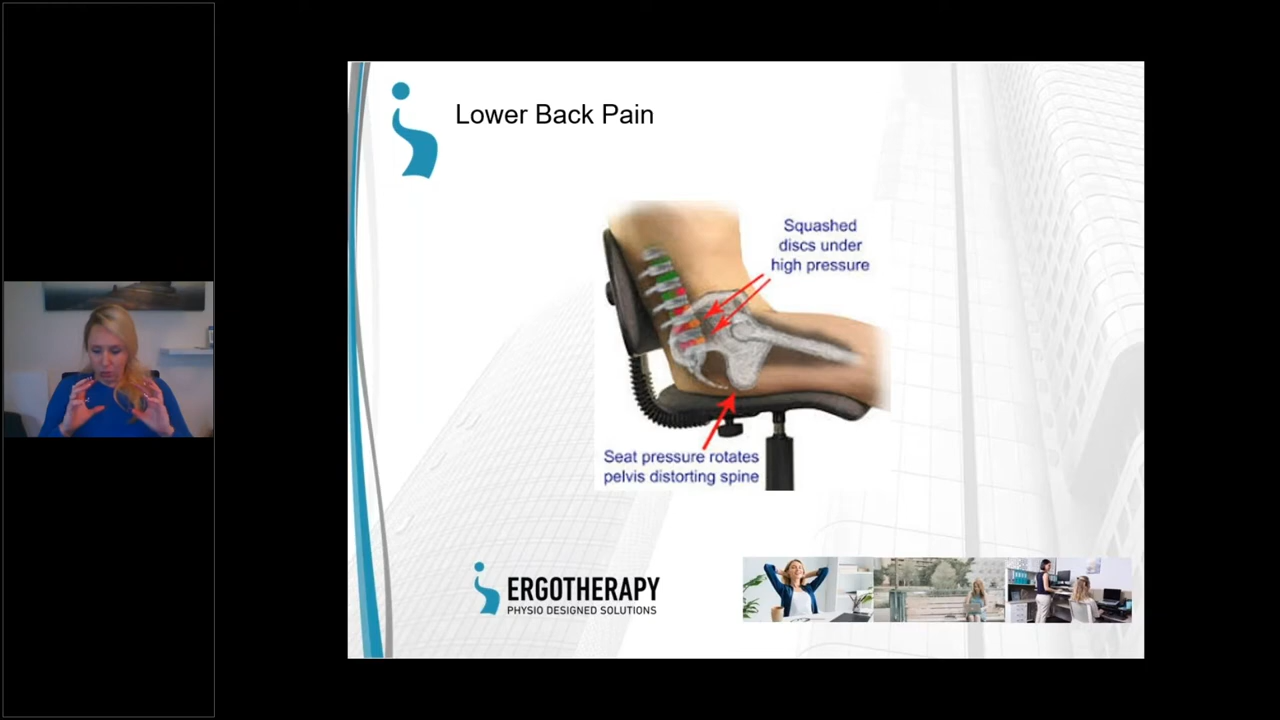 Lower Back Pain
Squashed
discs under
high pressure
Seat pressure rotates
pelvis distorting spine
ERGOTHERAPY
PHYSIO DESIGNED SOLUTIONS